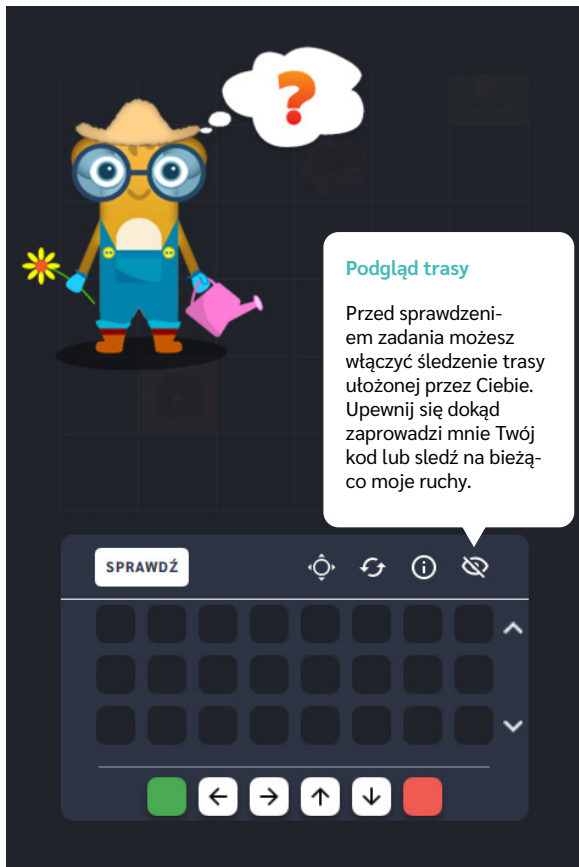 ?
Podgląd trasy
Przed sprawdzeni-
em zadania możesz
włączyć śledzenie trasy
ułożonej przez Ciebie.
Upewnij się dokąd
zaprowadzi mnie Twój
kod lub sledź na bieżą-
co moje ruchy.
SPRAWDŹ